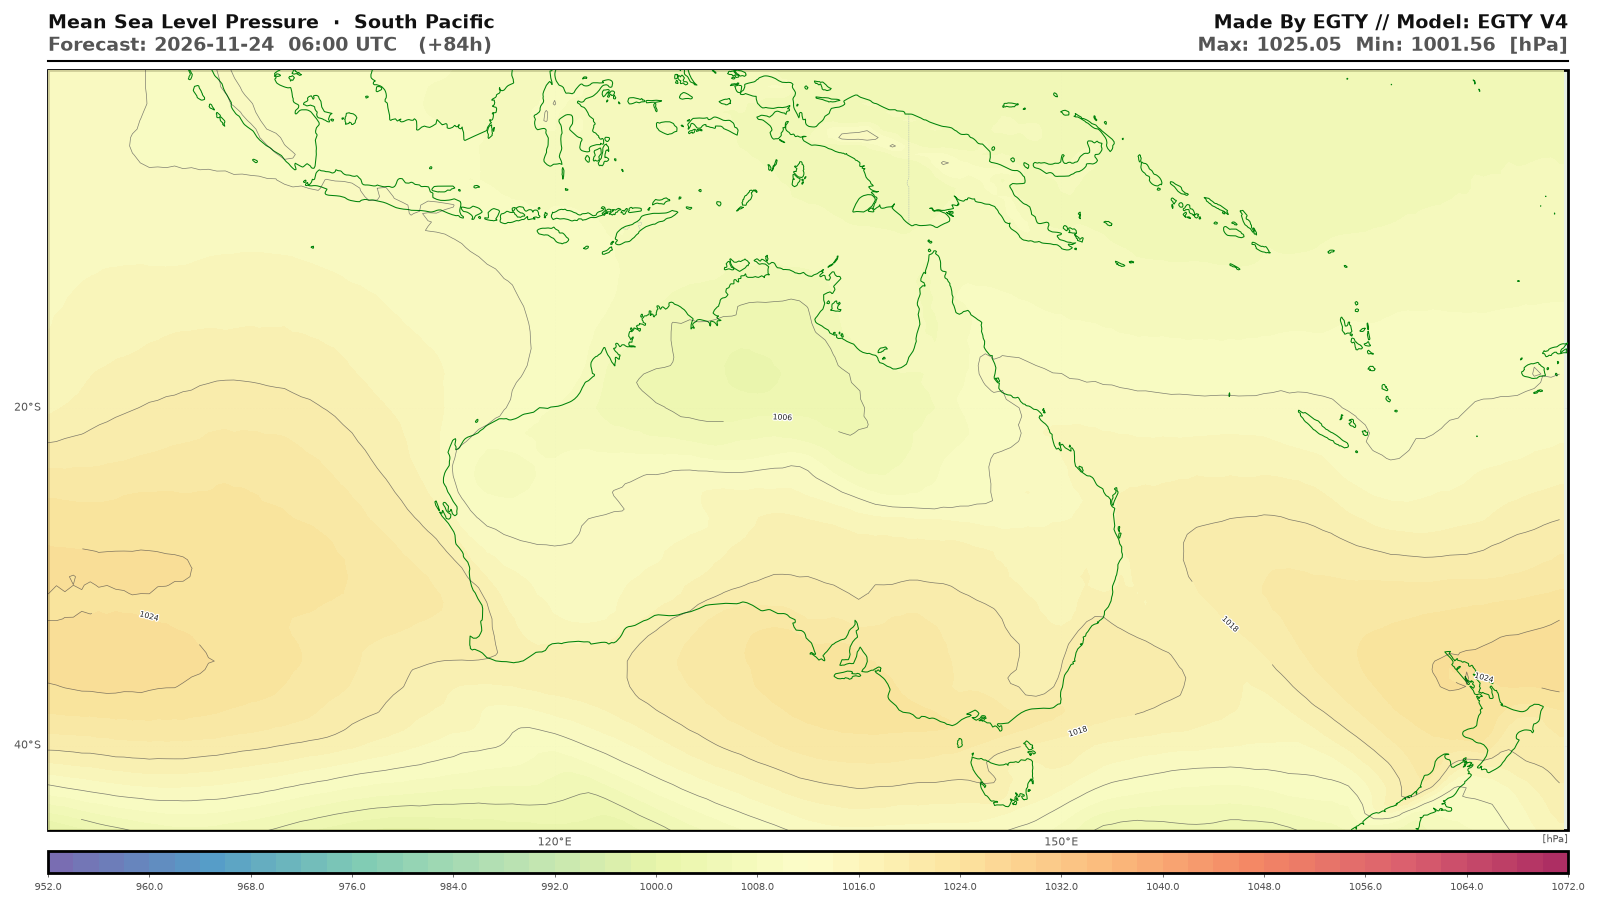 Mean Sea Level Pressure · South Pacific
Forecast: 2026-11-24 06:00 UTC (+84h)
Made By EGTY // Model: EGTY V4
Max: 1025.05 Min: 1001.56 [hPa]
20°S
1006
1024
1018
1024
1018
40°S
120°E
150°E
[hPa]
952.0
960.0
968.0
976.0
984.0
992.0
1000.0
1008.0
1016.0
1024.0
1032.0
1040.0
1048.0
1056.0
1064.0
1072.0